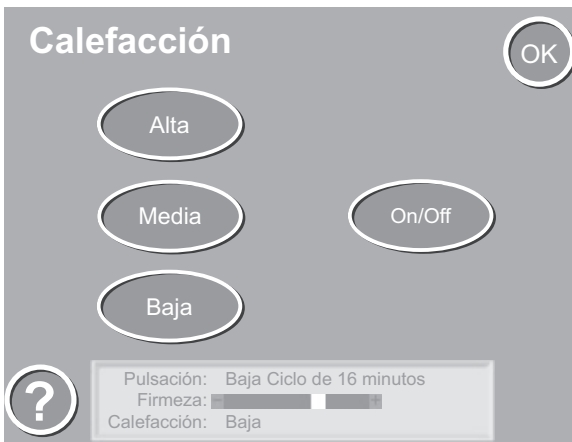 Calefacción
OK
Alta
Media
On/Off
Baja
?
Pulsación: Baja Ciclo de 16 minutos
Firmeza: - +
Calefacción: Baja